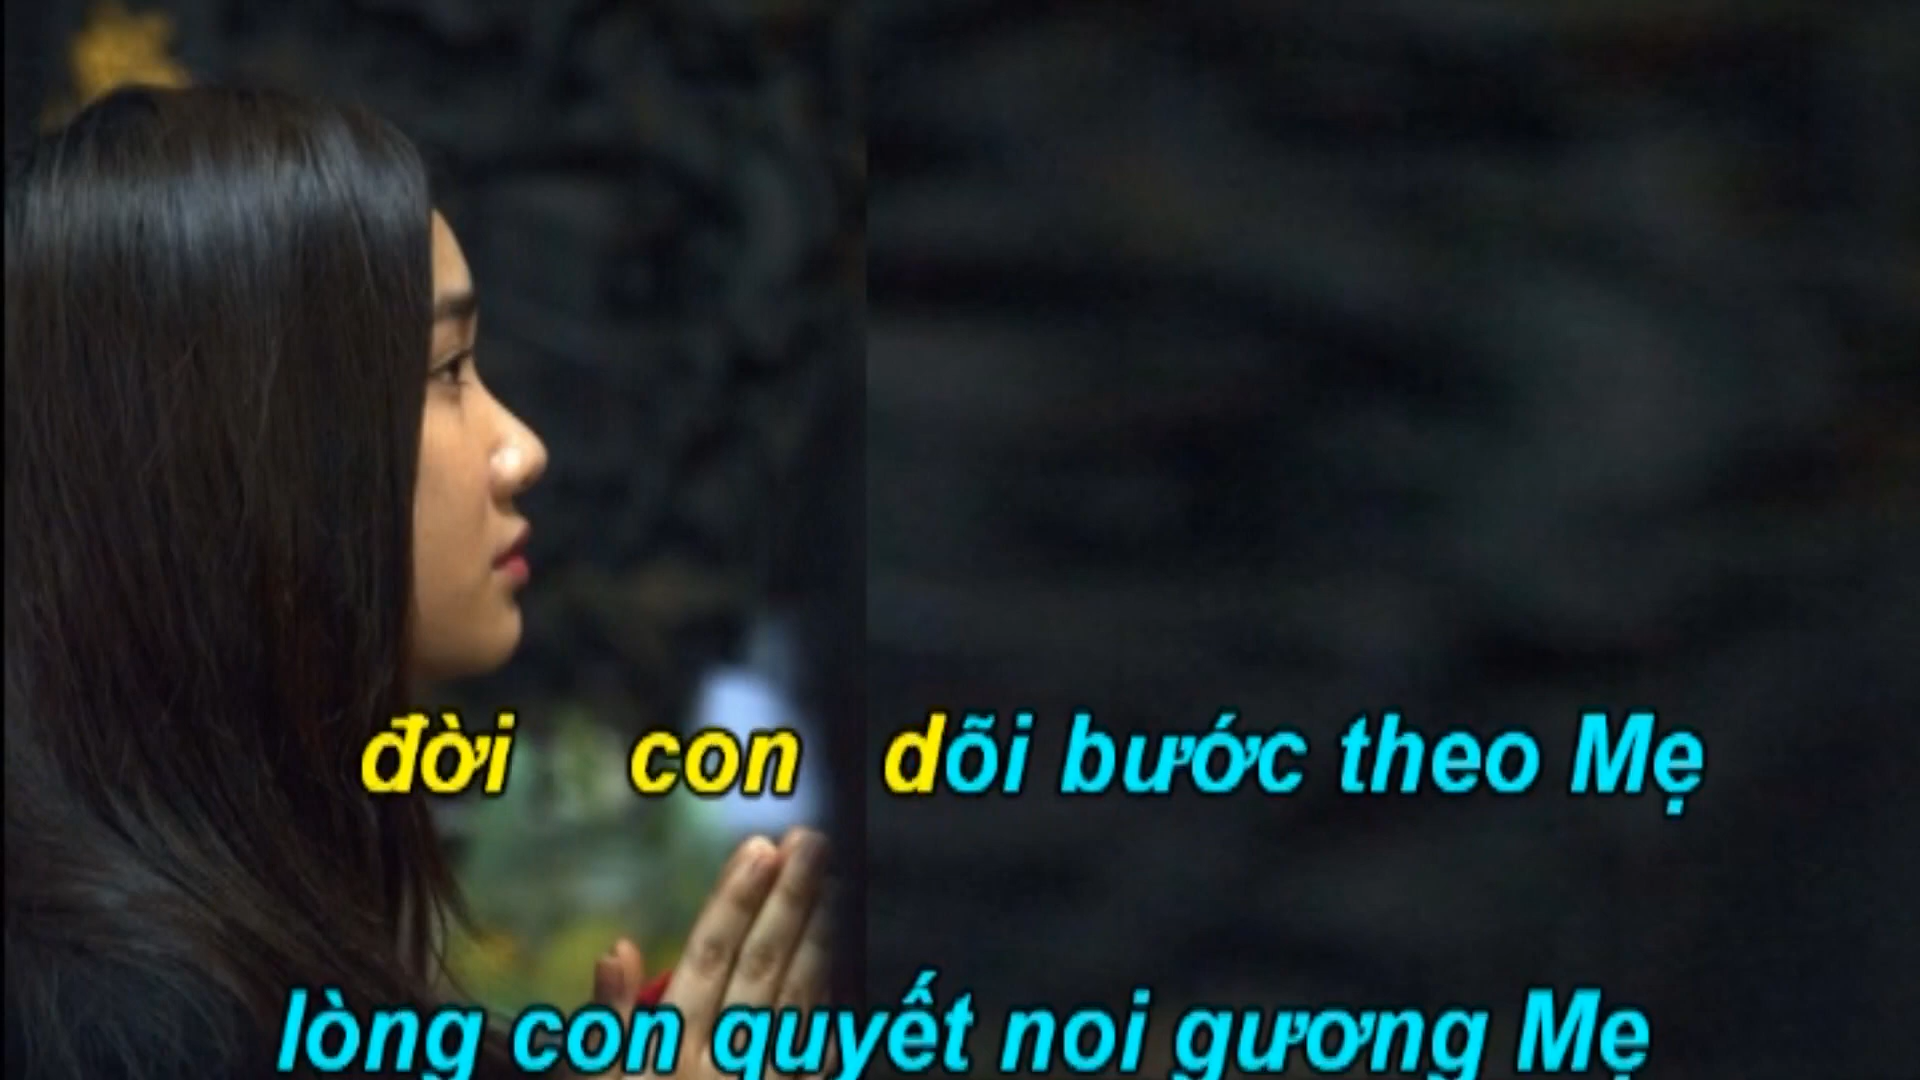 đời con dõi bước theo Mẹ
lòng con quyết noi gương Mẹ